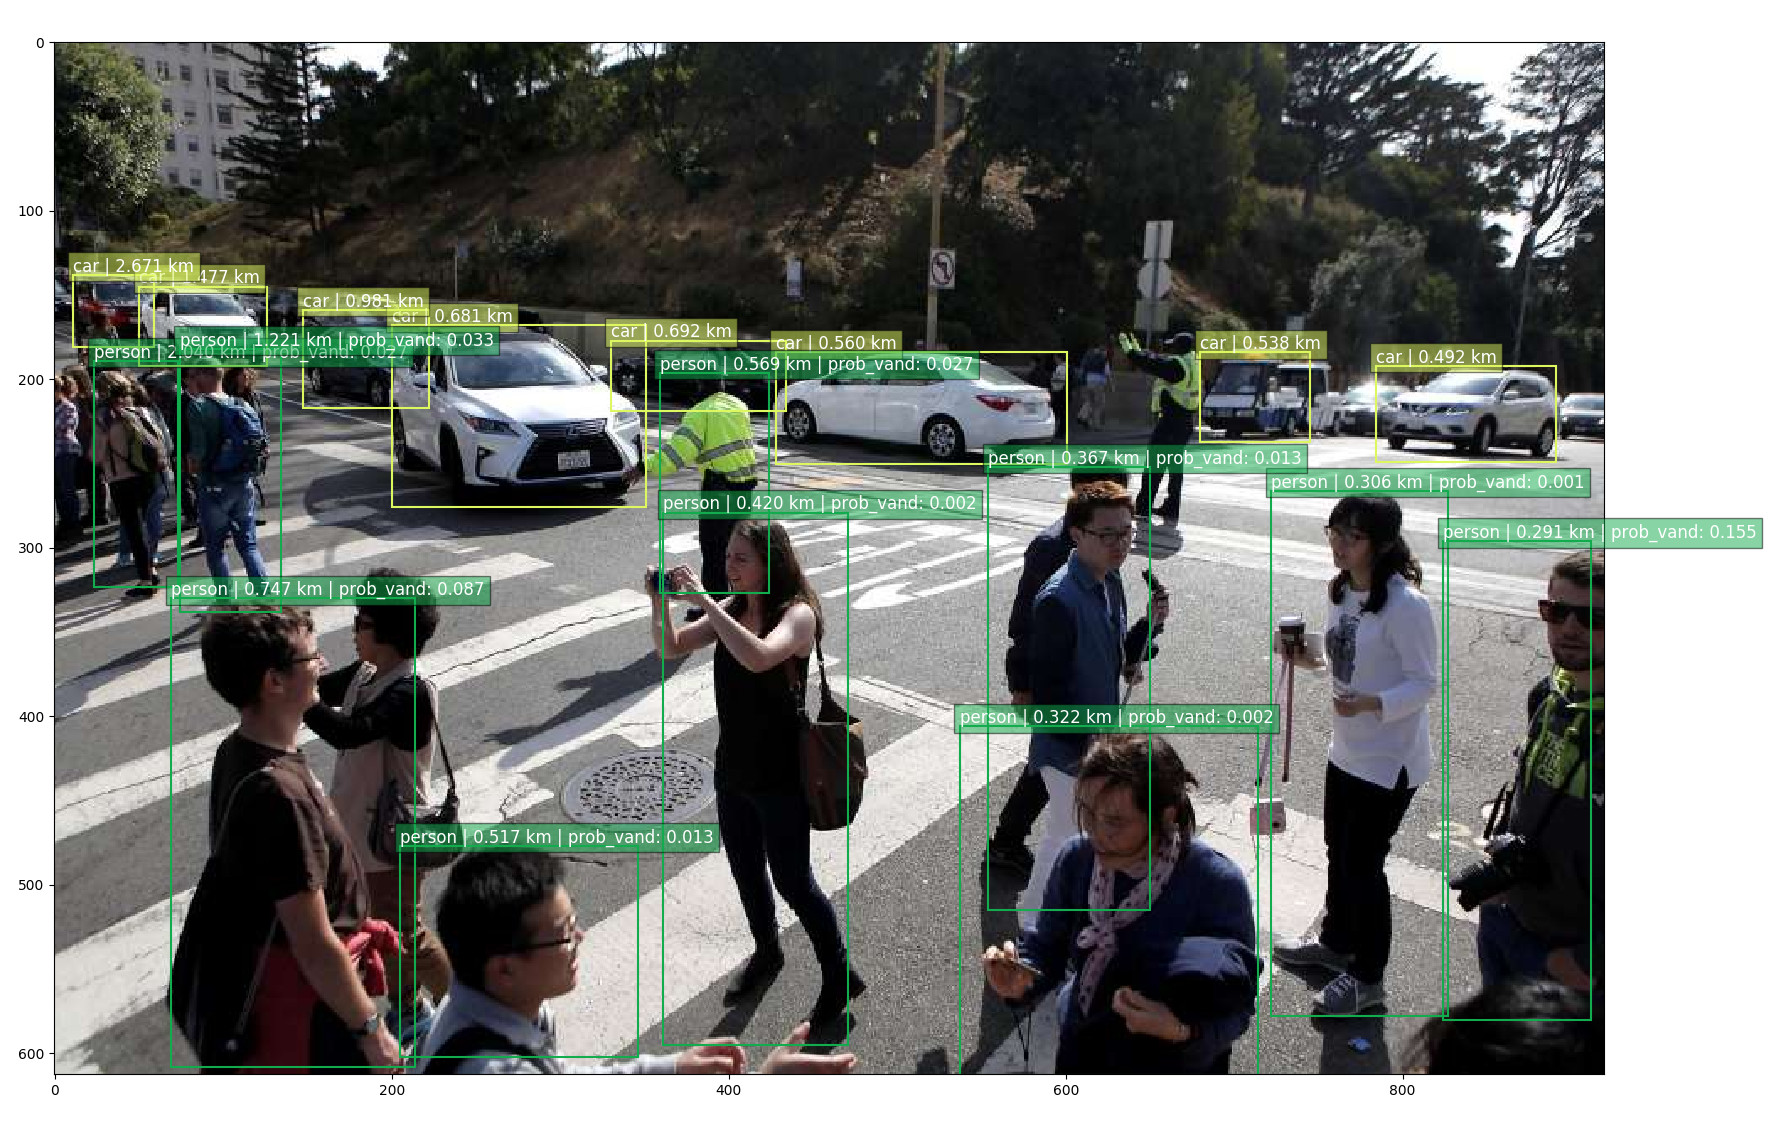 0
100
car | 2.671 km
car | 1.477 km
car | 0.981 km
car | 0.681 km
car | 0.692 km
car | 0.560 km
car | 0.538 km
car | 0.492 km
person | 1.221 km | prob_vand: 0.033
person | 2.040 km | prob_vand: 0.027
person | 0.569 km | prob_vand: 0.027
200
person | 0.367 km | prob_vand: 0.013
person | 0.306 km | prob_vand: 0.001
person | 0.420 km | prob_vand: 0.002
person | 0.291 km | prob_vand: 0.155
300
person | 0.747 km | prob_vand: 0.087
400
person | 0.322 km | prob_vand: 0.002
person | 0.517 km | prob_vand: 0.013
500
600
0
200
400
600
800